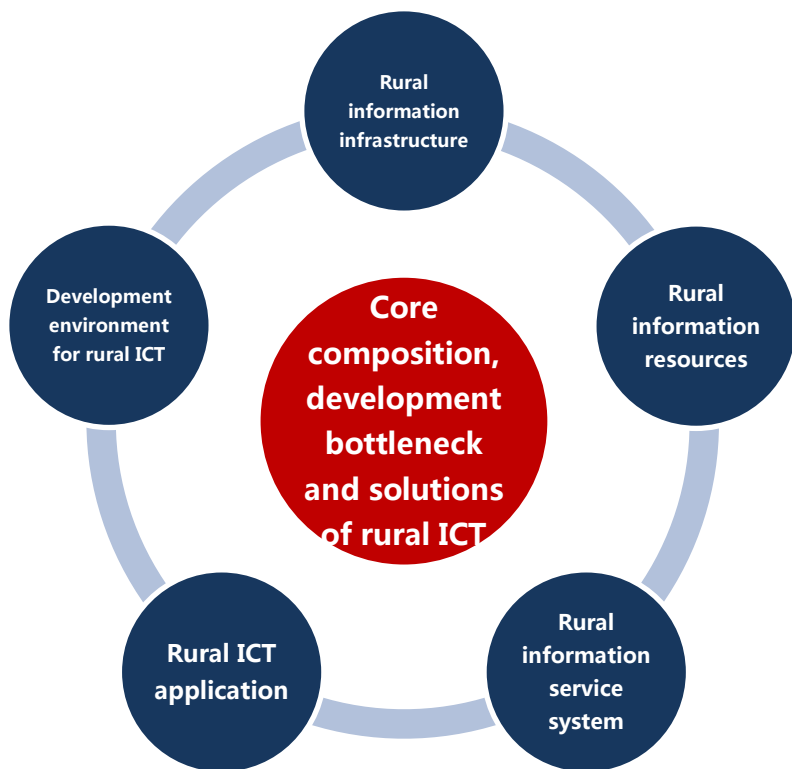 Rural
information
infrastructure
Rural
information
resources
Rural
information
service
system
Rural ICT
application
Development
environment
for rural ICT
Core
composition,
development
bottleneck
and solutions
of rural ICT